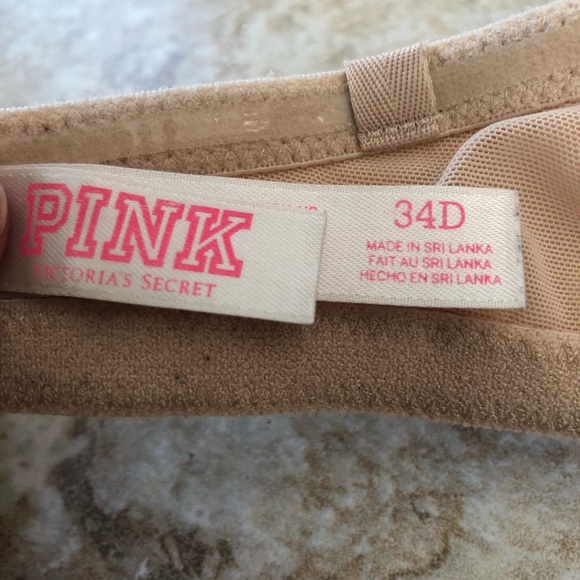 PINK
VICTORIA'S SECRET
34D
MADE IN SRI LANKA
FAIT AU SRI LANKA
HECHO EN SRI LANKA